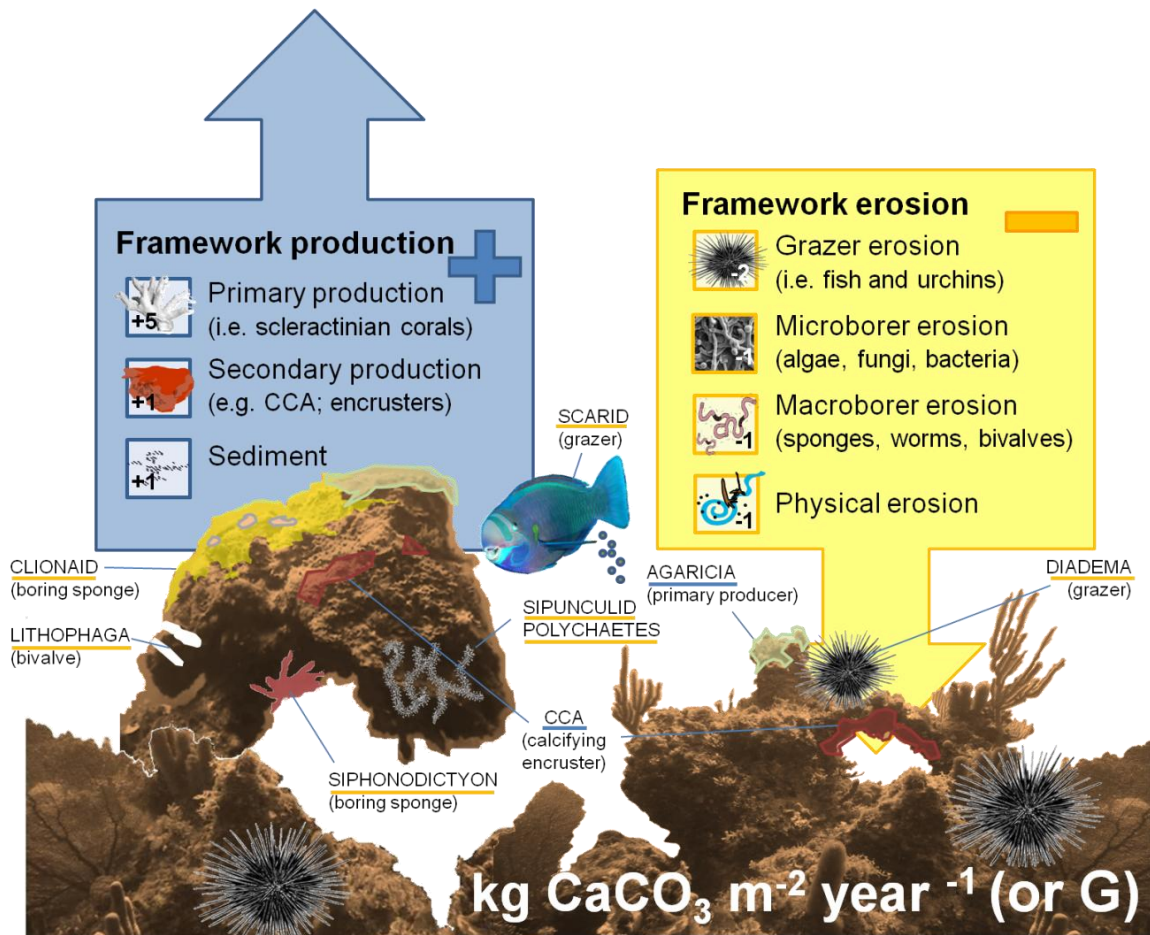 Framework production
+5
Primary production
(i.e. scleractinian corals)
+1
Secondary production
(e.g. CCA; encrusters)
+1
Sediment
Framework erosion
-2
Grazer erosion
(i.e. fish and urchins)
-1
Microborer erosion
(algae, fungi, bacteria)
-1
Macroborer erosion
(sponges, worms, bivalves)
-1
Physical erosion
SCARID
(grazer)
CLIONAID
(boring sponge)
LITHOPHAGA
(bivalve)
SIPUNCULID
POLYCHAETES
AGARICIA
(primary producer)
DIADEMA
(grazer)
CCA
(calcifying
encruster)
SIPHONODICTYON
(boring sponge)
kg CaCO₃ m⁻² year ⁻¹ (or G)